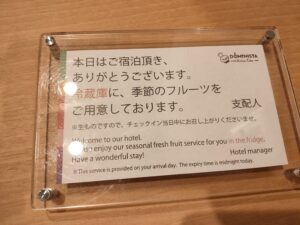 DÔMINISTA
本日はご宿泊頂き、
ありがとうございます。
冷蔵庫に、季節のフルーツを
ご用意しております。
支配人
※生ものですので、チェックイン当日中にお召し上がりくださいませ。
Welcome to our hotel.
enjoy our seasonal fresh fruit service for you in the fridge.
Have a wonderful stay!
Hotel manager
※This service is provided on your arrival day. The expiry time is midnight today.